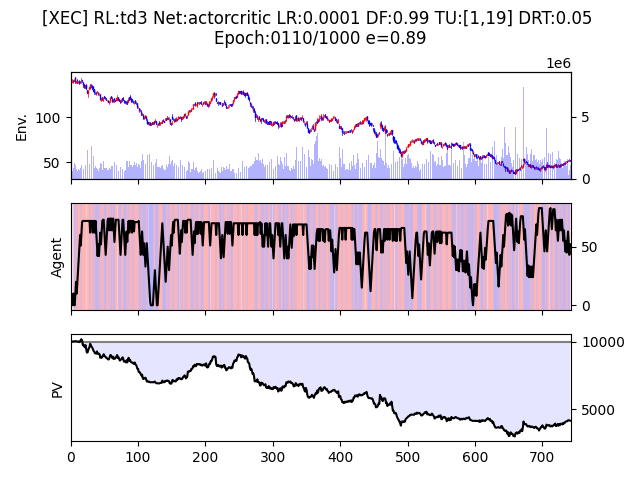 [XEC] RL:td3 Net:actorcritic LR:0.0001 DF:0.99 TU:[1,19] DRT:0.05
Epoch:0110/1000 e=0.89
1e6
Env.
100
50
5
0
Agent
50
0
PV
10000
5000
0 100 200 300 400 500 600 700